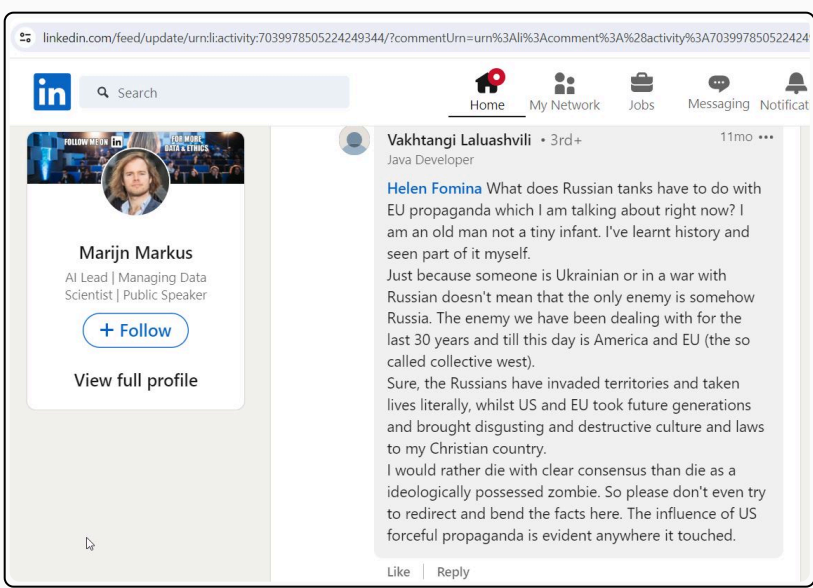 linkedin.com/feed/update/urn:li:activity:7039978505224249344/?commentUrn=urn%3Ali%3Acomment%3A%28activity%3A703997850522424
in
Search
Home
My Network
Jobs
Messaging
Notificat
FOLLOW ME ON in
FOR MORE
DATA & ETHICS
Marijn Markus
AI Lead | Managing Data
Scientist | Public Speaker
+ Follow
View full profile
Vakhtangi Laluashvili • 3rd+
11mo •••
Java Developer
Helen Fomina What does Russian tanks have to do with
EU propaganda which I am talking about right now? I
am an old man not a tiny infant. I've learnt history and
seen part of it myself.
Just because someone is Ukrainian or in a war with
Russian doesn't mean that the only enemy is somehow
Russia. The enemy we have been dealing with for the
last 30 years and till this day is America and EU (the so
called collective west).
Sure, the Russians have invaded territories and taken
lives literally, whilst US and EU took future generations
and brought disgusting and destructive culture and laws
to my Christian country.
I would rather die with clear consensus than die as a
ideologically possessed zombie. So please don't even try
to redirect and bend the facts here. The influence of US
forceful propaganda is evident anywhere it touched.
Like | Reply